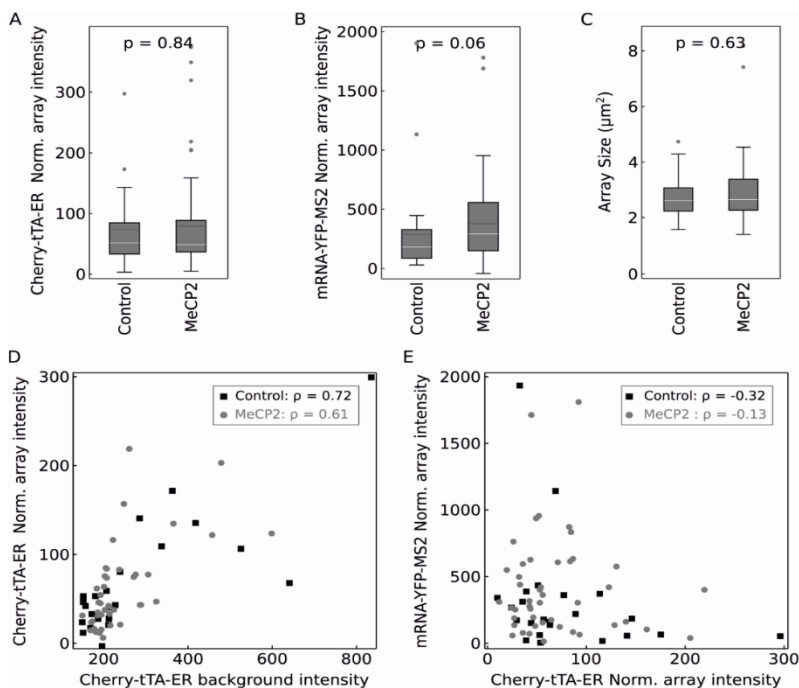 A
B
C
Cherry-tTA-ER Norm. array intensity
300
200
100
0
p = 0.84
Control
MeCP2
mRNA-YFP-MS2 Norm. array intensity
2000
1500
1000
500
0
p = 0.06
Control
MeCP2
Array Size (µm²)
8
6
4
2
0
p = 0.63
Control
MeCP2
D
E
Cherry-tTA-ER Norm. array intensity
300
200
100
0
Control: ρ = 0.72
MeCP2: ρ = 0.61
200
400
600
800
Cherry-tTA-ER background intensity
mRNA-YFP-MS2 Norm. array intensity
2000
1500
1000
500
0
Control: ρ = -0.32
MeCP2 : ρ = -0.13
0
100
200
300
Cherry-tTA-ER Norm. array intensity